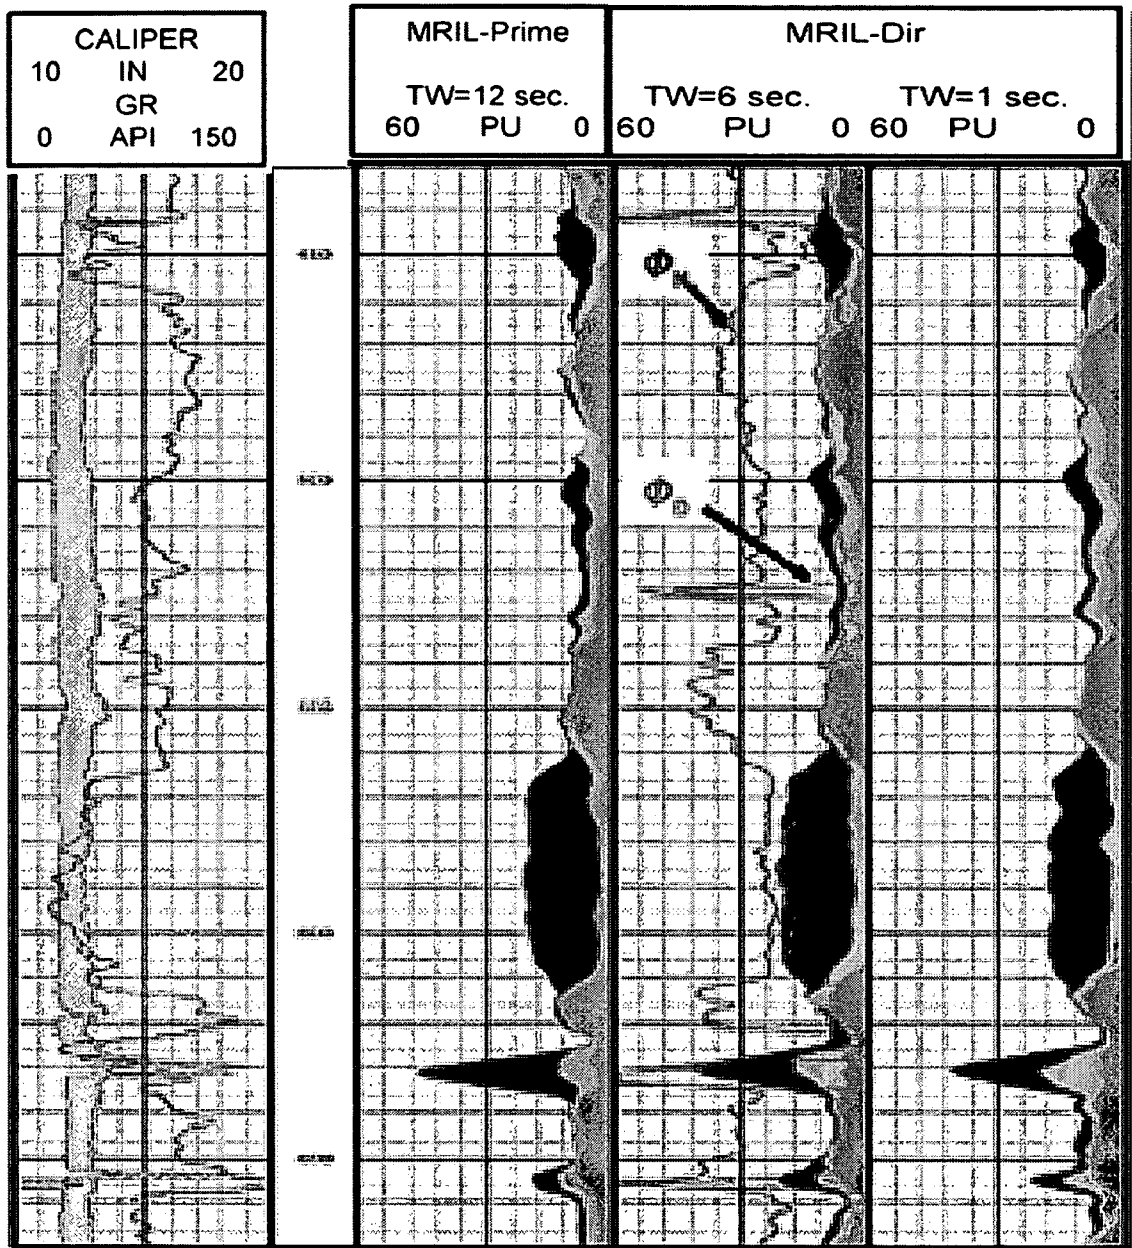 CALIPER
10 IN 20
GR
0 API 150
MRIL-Prime
TW=12 sec.
60 PU 0
MRIL-Dir
TW=6 sec. TW=1 sec.
60 PU 0 60 PU 0
Φ
Φ D